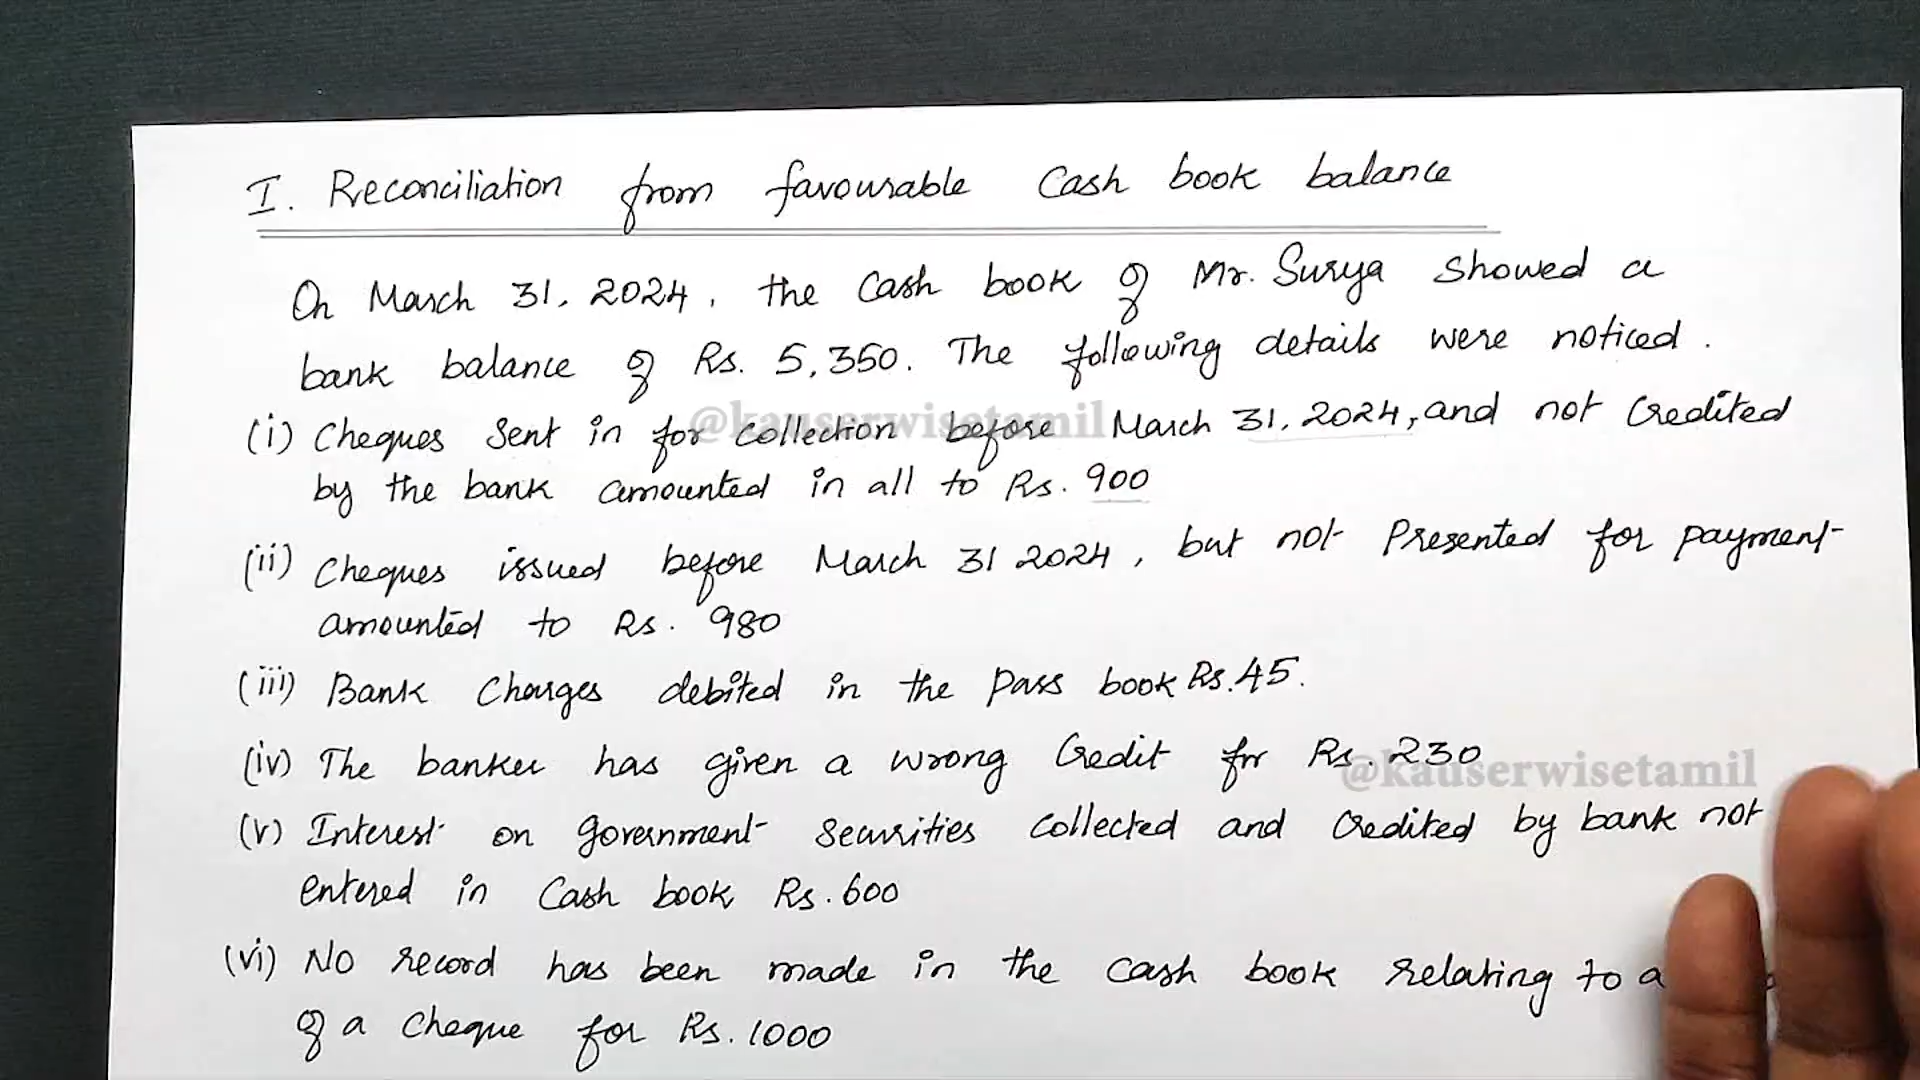 I. Reconciliation from favourable Cash book balance
On March 31, 2024, the Cash book of Mr. Surya showed a
bank balance of Rs. 5,350. The following details were noticed.
@kauserwisetamil
(i) Cheques sent in for collection before March 31, 2024, and not Credited
by the bank amounted in all to Rs. 900
(ii) Cheques issued before March 31 2024, but not Presented for payment
amounted to Rs. 980
(iii) Bank Charges debited in the pass book Rs. 45.
(iv) The banker has given a wrong Credit for Rs. 230
@kauserwisetamil
(v) Interest on government securities collected and Credited by bank not
entered in Cash book Rs. 600
(vi) No record has been made in the Cash book relating to a
of a Cheque for Rs. 1000